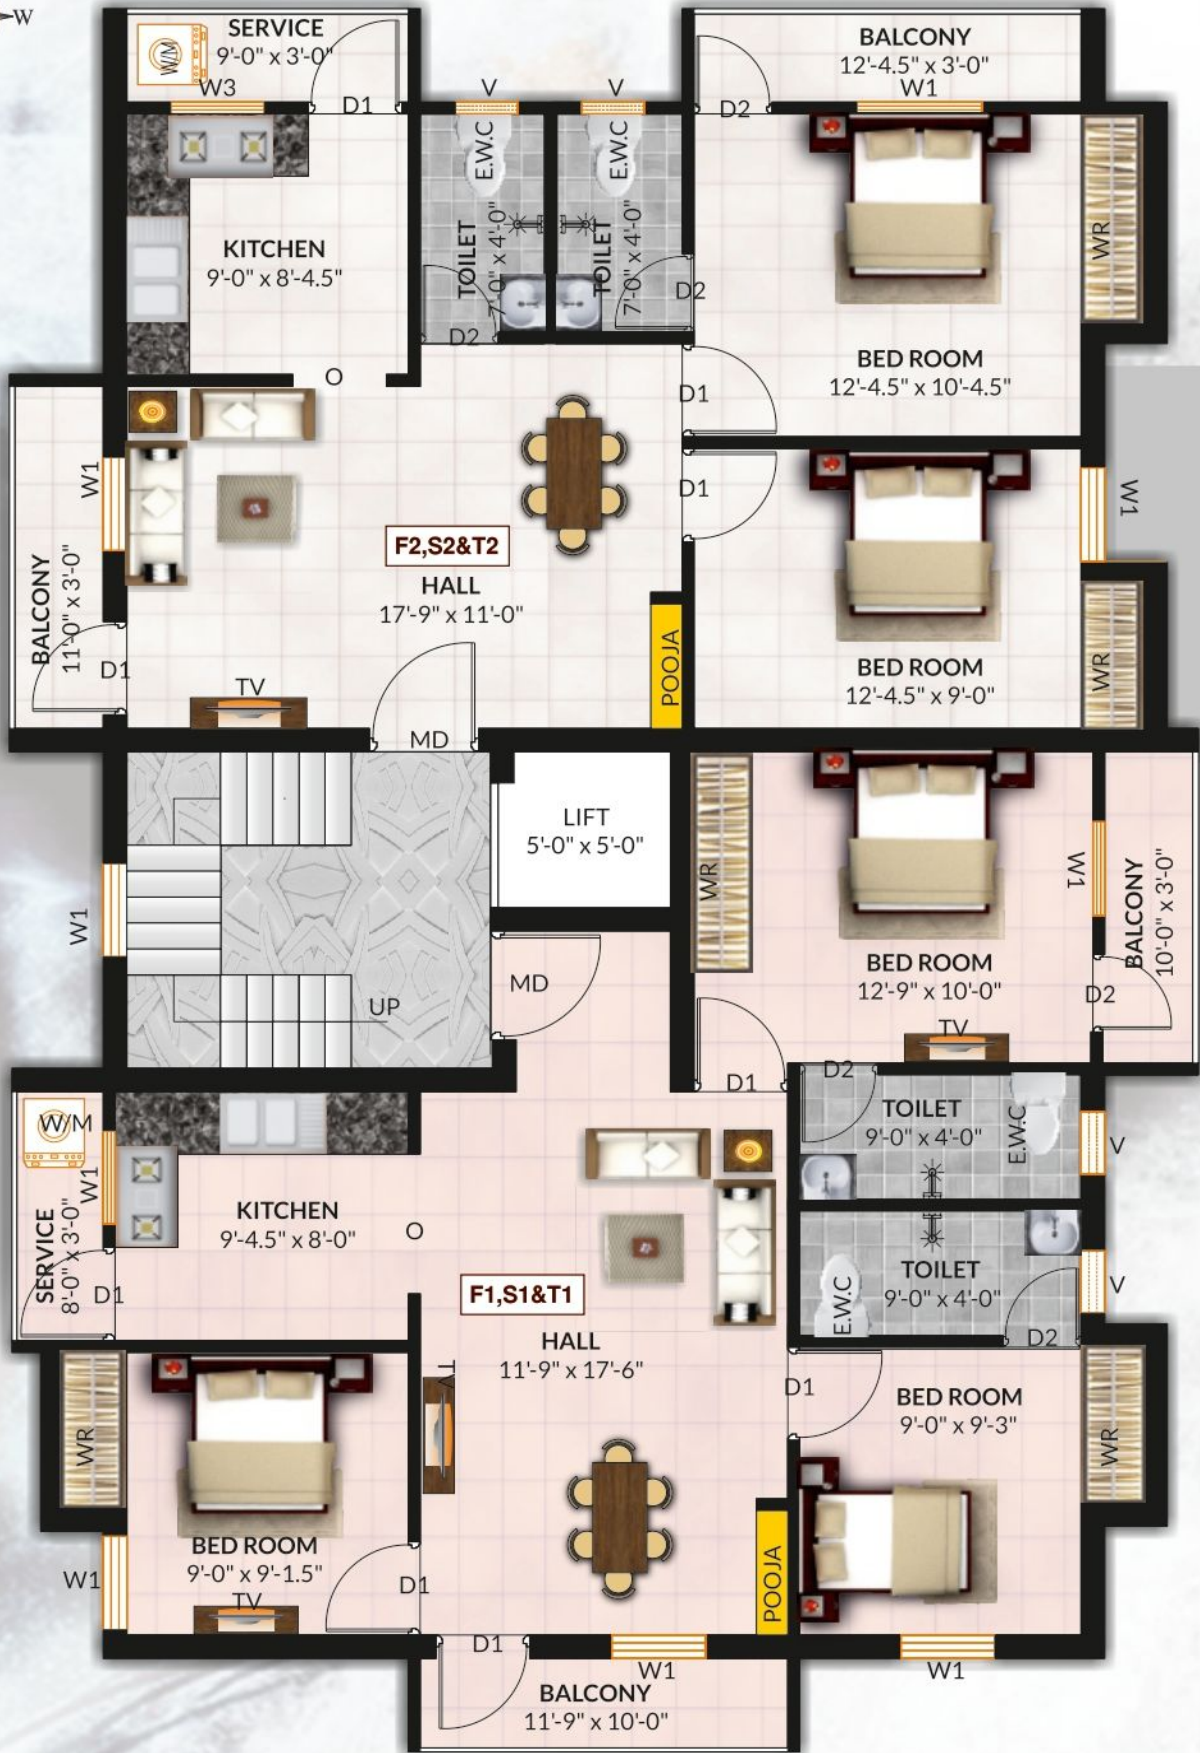 W
SERVICE
9'-0" x 3'-0"
W/M
W3
D1
V
V
BALCONY
12'-4.5" x 3'-0"
W1
D2
KITCHEN
9'-0" x 8'-4.5"
E.W.C
TOILET
7'-0" x 4'-0"
D2
E.W.C
TOILET
7'-0" x 4'-0"
D2
WR
BED ROOM
12'-4.5" x 10'-4.5"
O
D1
W1
BALCONY
11'-0" x 3'-0"
D1
F2,S2&T2
HALL
17'-9" x 11'-0"
TV
MD
POOJA
D1
W1
BED ROOM
12'-4.5" x 9'-0"
WR
LIFT
5'-0" x 5'-0"
W1
UP
MD
WR
BED ROOM
12'-9" x 10'-0"
TV
W1
BALCONY
10'-0" x 3'-0"
D2
D1
D2
TOILET
9'-0" x 4'-0"
E.W.C
V
W/M
W1
SERVICE
8'-0" x 3'-0"
D1
KITCHEN
9'-4.5" x 8'-0"
O
F1,S1&T1
HALL
11'-9" x 17'-6"
TV
TOILET
9'-0" x 4'-0"
E.W.C
V
D2
D1
BED ROOM
9'-0" x 9'-3"
WR
WR
BED ROOM
9'-0" x 9'-1.5"
TV
W1
D1
POOJA
D1
W1
W1
BALCONY
11'-9" x 10'-0"